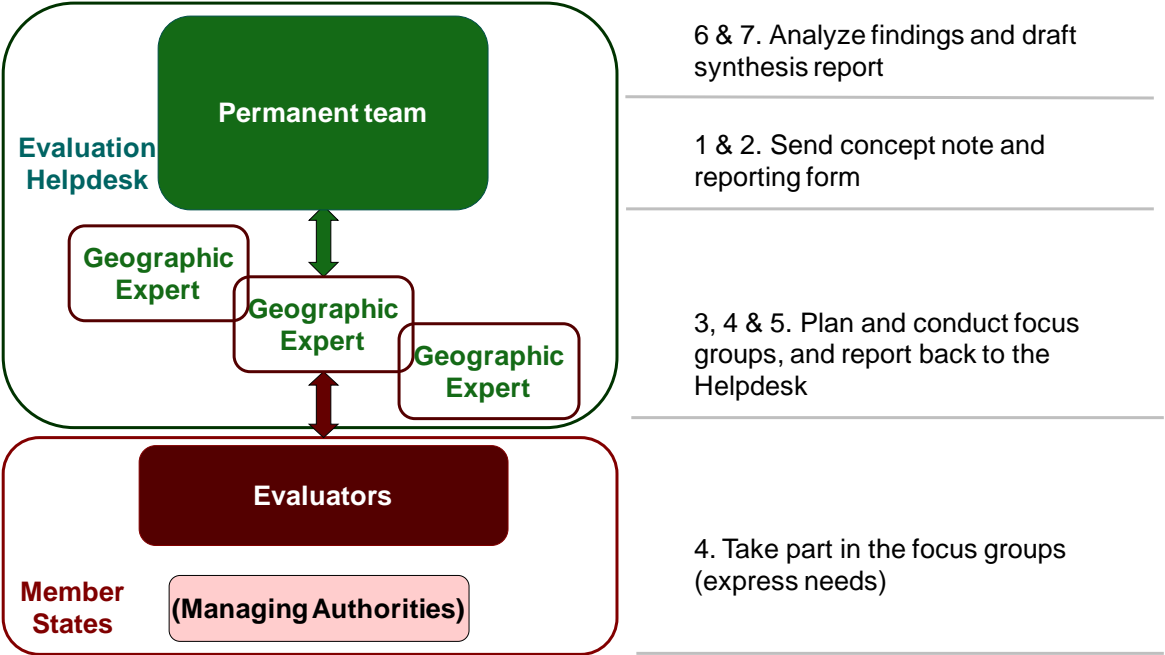 Permanent team
Evaluation
Helpdesk
Geographic
Expert
Geographic
Expert
Geographic
Expert
Evaluators
Member
States
(Managing Authorities)
6 & 7. Analyze findings and draft
synthesis report
1 & 2. Send concept note and
reporting form
3, 4 & 5. Plan and conduct focus
groups, and report back to the
Helpdesk
4. Take part in the focus groups
(express needs)